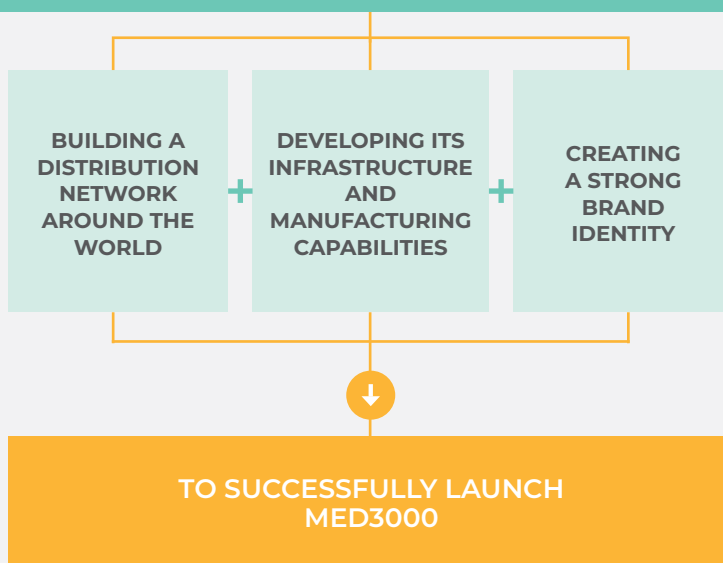 BUILDING A
DISTRIBUTION
NETWORK
AROUND THE
WORLD
+
DEVELOPING ITS
INFRASTRUCTURE
AND
MANUFACTURING
CAPABILITIES
+
CREATING
A STRONG
BRAND
IDENTITY
TO SUCCESSFULLY LAUNCH
MED3000